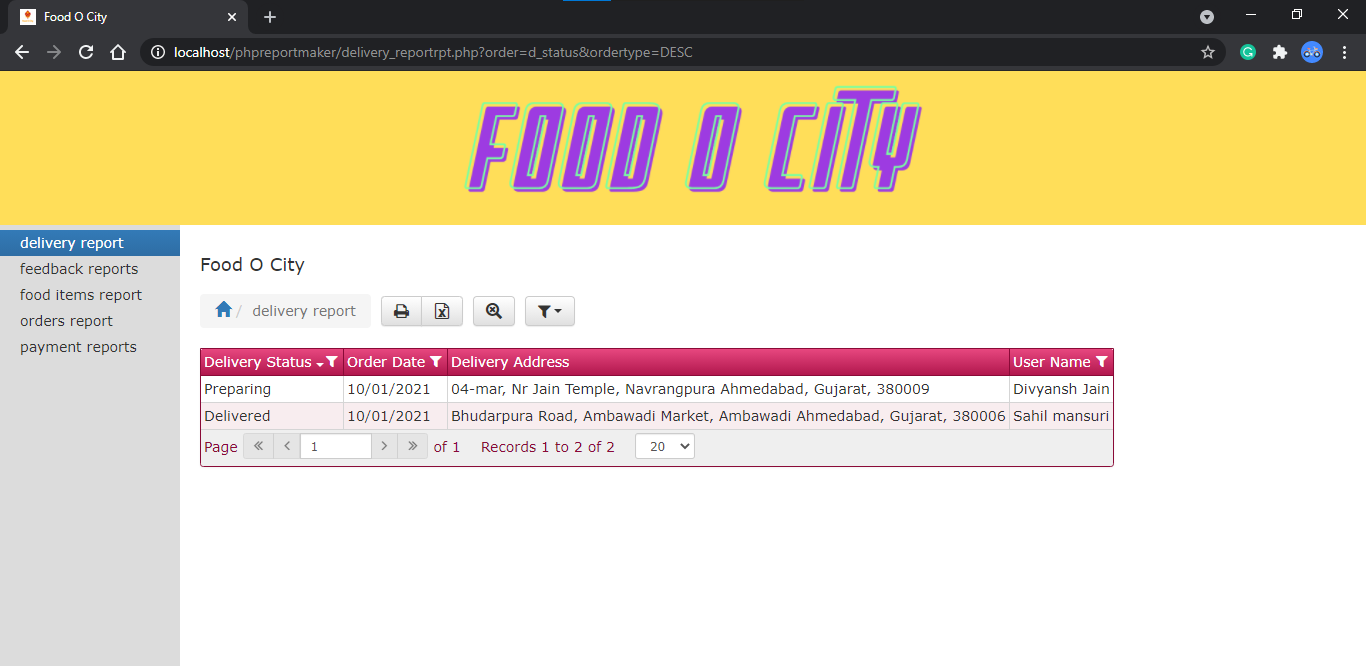 Food O City
localhost/phpreportmaker/delivery_reportrpt.php?order=d_status&ordertype=DESC
FOOD O CITY
delivery report
feedback reports
food items report
orders report
payment reports
Food O City
/ delivery report
Delivery Status Order Date Delivery Address User Name
Preparing 10/01/2021 04-mar, Nr Jain Temple, Navrangpura Ahmedabad, Gujarat, 380009 Divyansh Jain
Delivered 10/01/2021 Bhudarpura Road, Ambawadi Market, Ambawadi Ahmedabad, Gujarat, 380006 Sahil mansuri
Page « < 1 > » of 1 Records 1 to 2 of 2 20